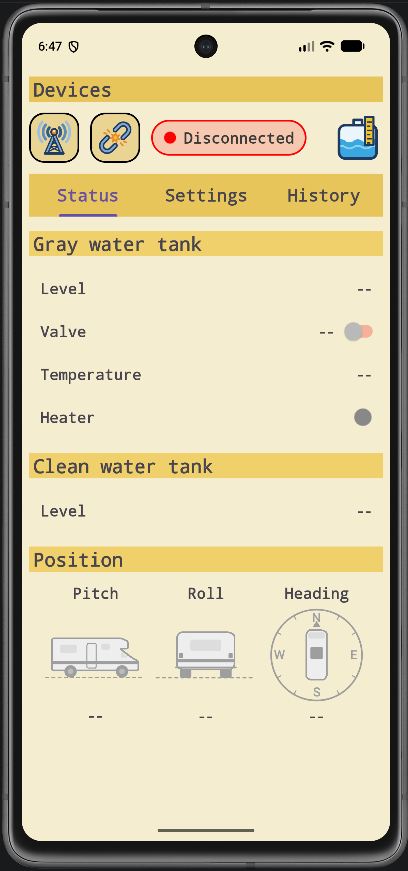 6:47
Devices
Disconnected
Status Settings History
Gray water tank
Level --
Valve --
Temperature --
Heater
Clean water tank
Level --
Position
Pitch Roll Heading
N
W E
S
-- -- --